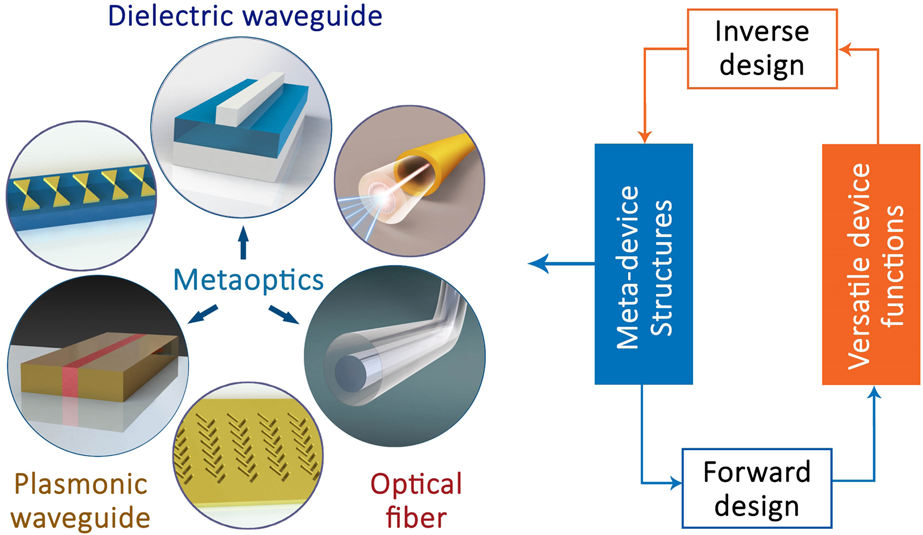 Dielectric waveguide
Metaoptics
Plasmonic
waveguide
Optical
fiber
Inverse
design
Meta-device
Structures
Versatile device
functions
Forward
design